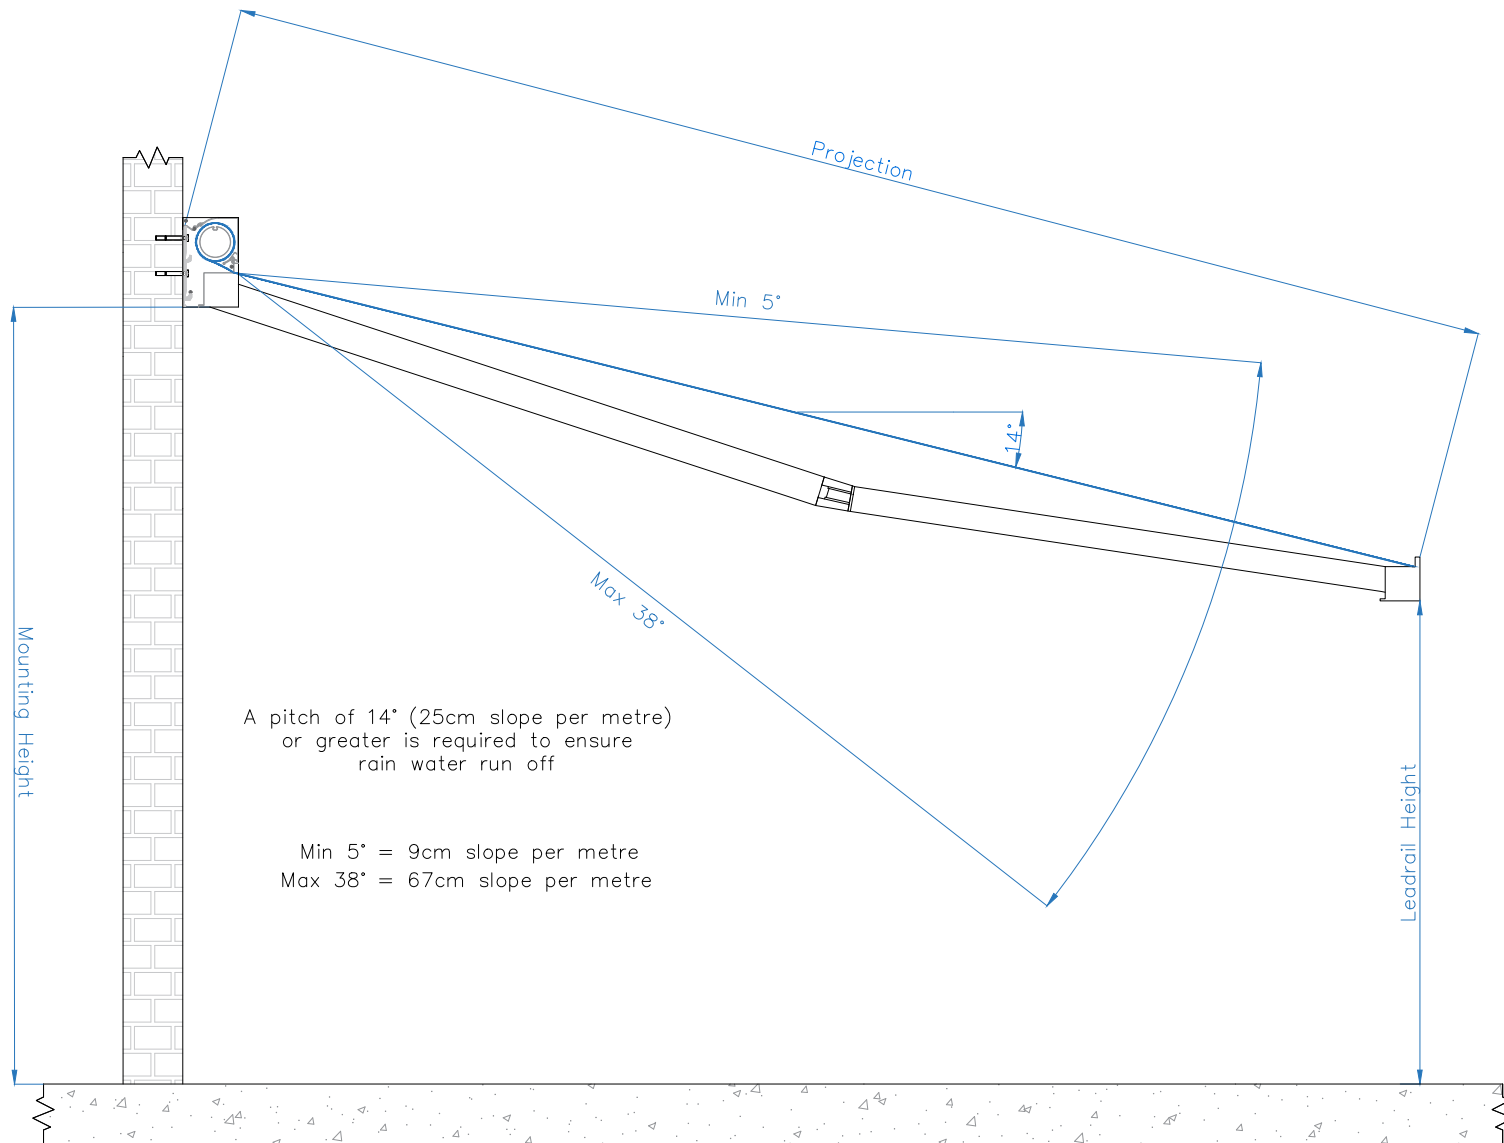 Projection
Min 5°
14°
Max 38°
Mounting Height
A pitch of 14° (25cm slope per metre)
or greater is required to ensure
rain water run off
Leadrail Height
Min 5° = 9cm slope per metre
Max 38° = 67cm slope per metre